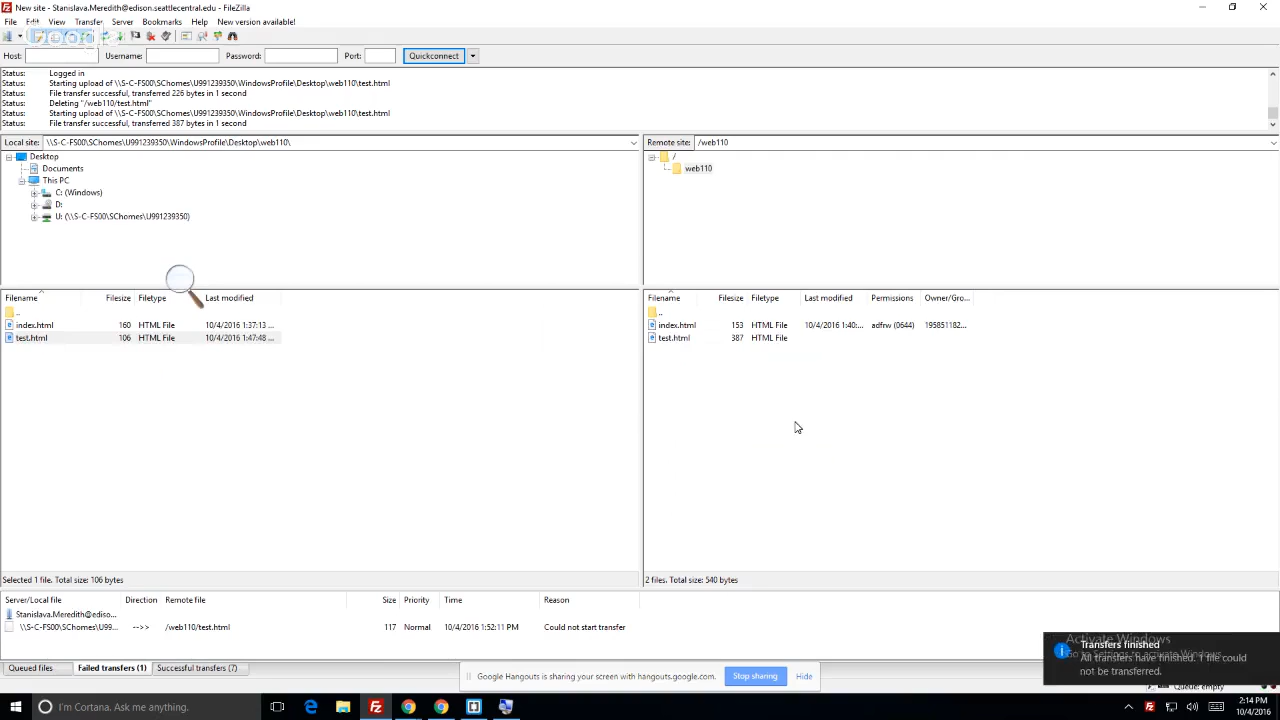 New site - Stanislava.Meredith@edison.seattlecentral.edu - FileZilla
File Edit View Transfer Server Bookmarks Help New version available!
Host: Username: Password: Port: Quickconnect
Status: Logged in
Status: Starting upload of \\S-C-FS00\SChomes\U991239350\WindowsProfile\Desktop\web110\test.html
Status: File transfer successful, transferred 226 bytes in 1 second
Status: Deleting "/web110/test.html"
Status: Starting upload of \\S-C-FS00\SChomes\U991239350\WindowsProfile\Desktop\web110\test.html
Status: File transfer successful, transferred 387 bytes in 1 second
Local site: \\S-C-FS00\SChomes\U991239350\WindowsProfile\Desktop\web110\
Desktop
Documents
This PC
C: (Windows)
D:
U: (\\S-C-FS00\SChomes\U991239350)
Filename Filesize Filetype Last modified
..
index.html 160 HTML File 10/4/2016 1:37:13 ...
test.html 106 HTML File 10/4/2016 1:47:48 ...
Selected 1 file. Total size: 106 bytes
Remote site: /web110
/
web110
Filename Filesize Filetype Last modified Permissions Owner/Gro...
..
index.html 153 HTML File 10/4/2016 1:40:... adfrw (0644) 195851182...
test.html 387 HTML File
2 files. Total size: 540 bytes
Server/Local file Direction Remote file Size Priority Time Reason
Stanislava.Meredith@ediso...
\\S-C-FS00\SChomes\U99... -->> /web110/test.html 117 Normal 10/4/2016 1:52:11 PM Could not start transfer
Queued files Failed transfers (1) Successful transfers (7)
Google Hangouts is sharing your screen with hangouts.google.com. Stop sharing Hide
Activate Windows
Go to Settings to activate Windows.
Transfers finished
All transfers have finished. 1 file could
not be transferred.
Queue: empty
I'm Cortana. Ask me anything.
2:14 PM
10/4/2016